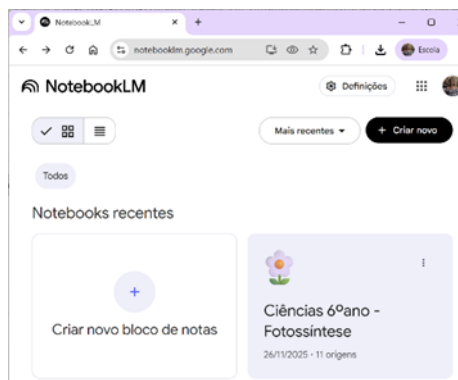 NotebookLM
notebooklm.google.com
Escola
NotebookLM
Definições
Mais recentes
+ Criar novo
Todos
Notebooks recentes
Criar novo bloco de notas
Ciências 6ºano -
Fotossíntese
26/11/2025 · 11 origens